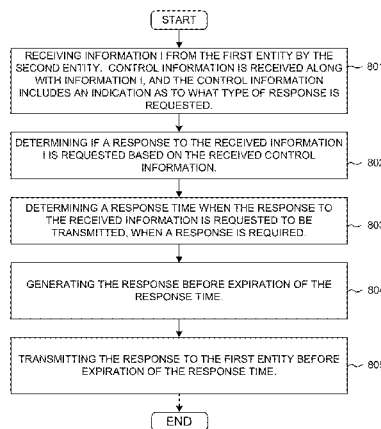 START
RECEIVING INFORMATION I FROM THE FIRST ENTITY BY THE
SECOND ENTITY. CONTROL INFORMATION IS RECEIVED ALONG
WITH INFORMATION I, AND THE CONTROL INFORMATION
INCLUDES AN INDICATION AS TO WHAT TYPE OF RESPONSE IS
REQUESTED.
801
DETERMINING IF A RESPONSE TO THE RECEIVED INFORMATION
I IS REQUESTED BASED ON THE RECEIVED CONTROL
INFORMATION.
802
DETERMINING A RESPONSE TIME WHEN THE RESPONSE TO
THE RECEIVED INFORMATION IS REQUESTED TO BE
TRANSMITTED, WHEN A RESPONSE IS REQUIRED.
803
GENERATING THE RESPONSE BEFORE EXPIRATION OF THE
RESPONSE TIME.
804
TRANSMITTING THE RESPONSE TO THE FIRST ENTITY BEFORE
EXPIRATION OF THE RESPONSE TIME.
805
END